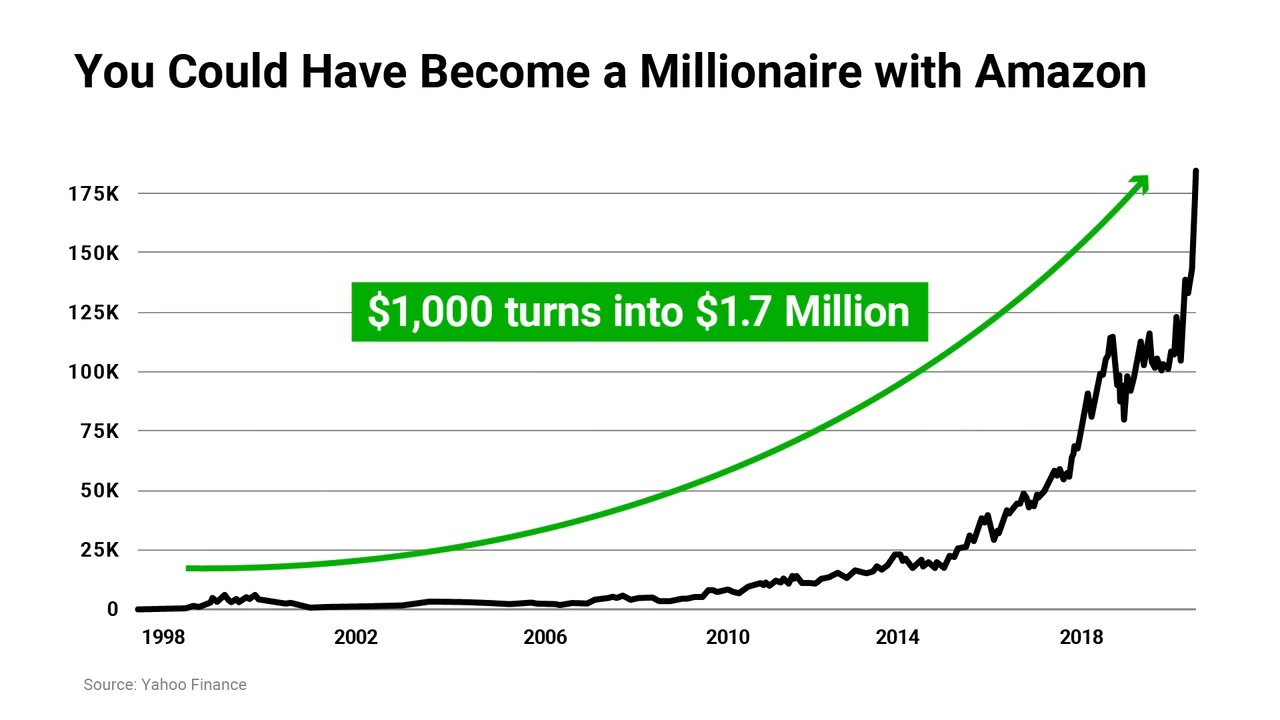 You Could Have Become a Millionaire with Amazon
175K
150K
$1,000 turns into $1.7 Million
125K
100K
75K
50K
25K
0
1998 2002 2006 2010 2014 2018
Source: Yahoo Finance